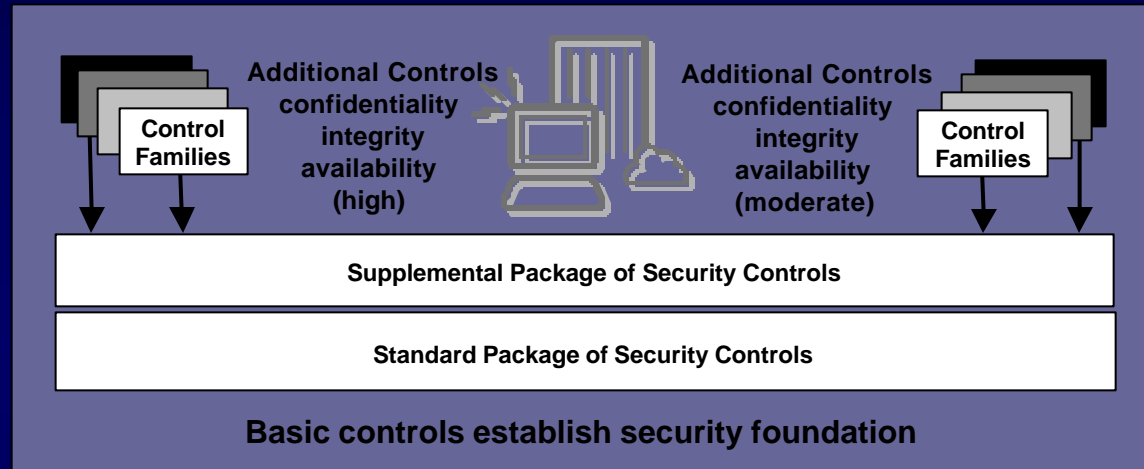 Control
Families
Additional Controls
confidentiality
integrity
availability
(high)
Additional Controls
confidentiality
integrity
availability
(moderate)
Control
Families
Supplemental Package of Security Controls
Standard Package of Security Controls
Basic controls establish security foundation